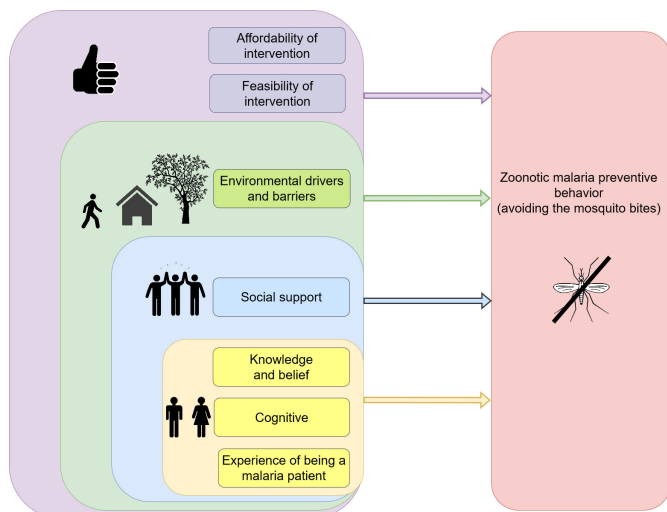 Affordability of
intervention
Feasibility of
intervention
Environmental drivers
and barriers
Social support
Knowledge
and belief
Cognitive
Experience of being a
malaria patient
Zoonotic malaria preventive
behavior
(avoiding the mosquito bites)